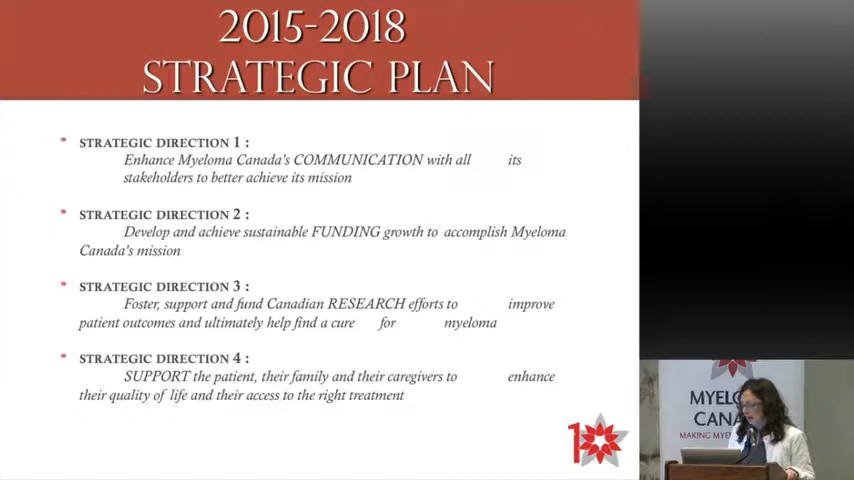 2015-2018
STRATEGIC PLAN
STRATEGIC DIRECTION 1 :
Enhance Myeloma Canada's COMMUNICATION with all its
stakeholders to better achieve its mission
STRATEGIC DIRECTION 2 :
Develop and achieve sustainable FUNDING growth to accomplish Myeloma
Canada's mission
STRATEGIC DIRECTION 3 :
Foster, support and fund Canadian RESEARCH efforts to improve
patient outcomes and ultimately help find a cure for myeloma
STRATEGIC DIRECTION 4 :
SUPPORT the patient, their family and their caregivers to enhance
their quality of life and their access to the right treatment
10
MYELO
CANA
MAKING MYE